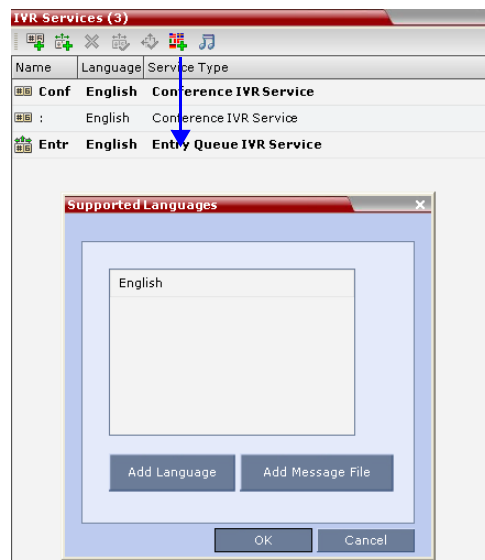 IVR Services (3)
Name Language Service Type
Conf English Conference IVR Service
: English Conference IVR Service
Entr English Entry Queue IVR Service
Supported Languages
English
Add Language Add Message File
OK Cancel